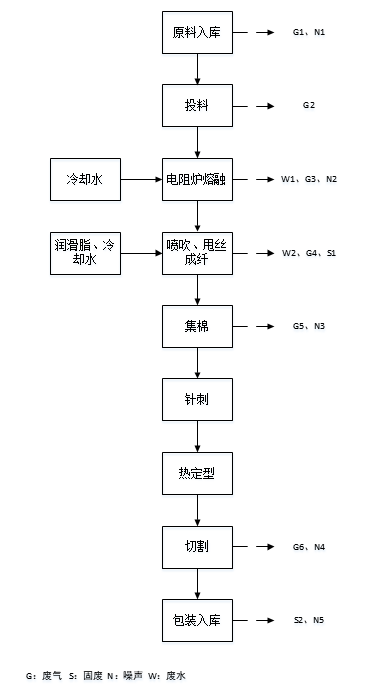 原料入库
G1、N1
投料
G2
冷却水
电阻炉熔融
W1、G3、N2
润滑脂、冷
却水
喷吹、甩丝
成纤
W2、G4、S1
集棉
G5、N3
针刺
热定型
切割
G6、N4
包装入库
S2、N5
G：废气 S：固废 N：噪声 W：废水